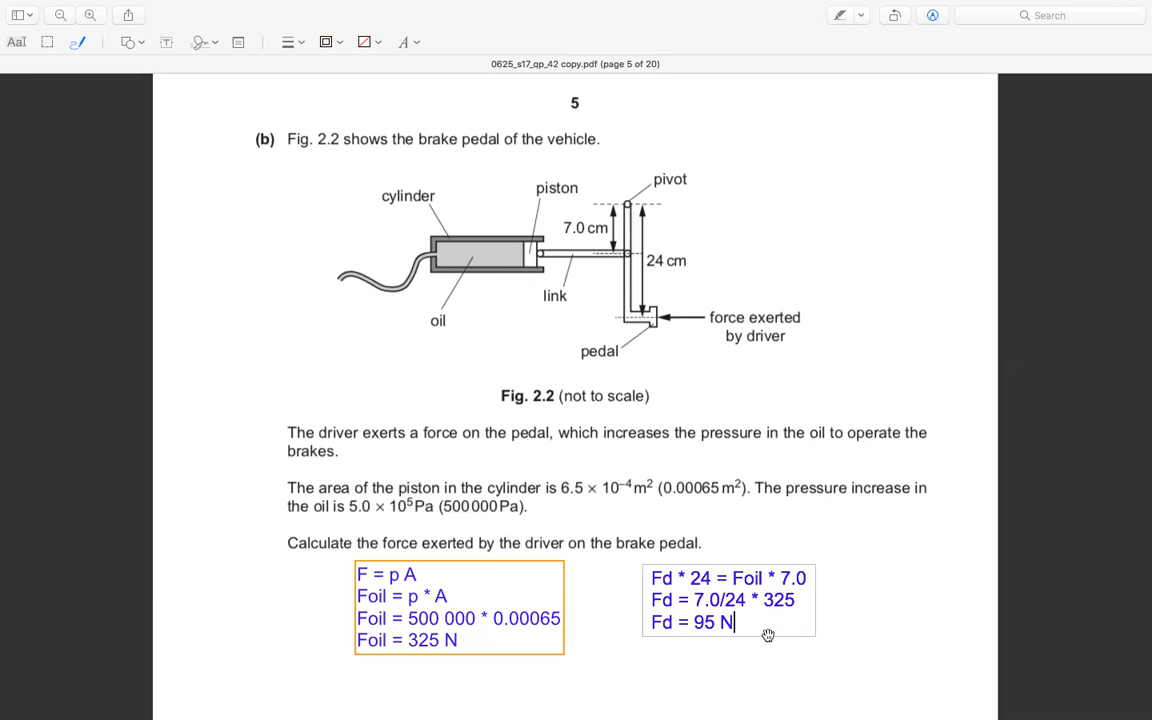 Search
AaI
T
A
0625_s17_qp_42 copy.pdf (page 5 of 20)
5
(b) Fig. 2.2 shows the brake pedal of the vehicle.
pivot
piston
cylinder
7.0 cm
24 cm
link
oil
force exerted
by driver
pedal
Fig. 2.2 (not to scale)
The driver exerts a force on the pedal, which increases the pressure in the oil to operate the
brakes.
The area of the piston in the cylinder is 6.5 × 10⁻⁴ m² (0.00065 m²). The pressure increase in
the oil is 5.0 × 10⁵ Pa (500 000 Pa).
Calculate the force exerted by the driver on the brake pedal.
F = p A
Foil = p * A
Foil = 500 000 * 0.00065
Foil = 325 N
Fd * 24 = Foil * 7.0
Fd = 7.0/24 * 325
Fd = 95 N